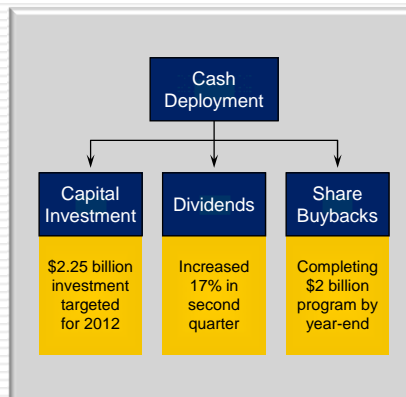 Cash
Deployment
Capital
Investment
Dividends
Share
Buybacks
$2.25 billion
investment
targeted
for 2012
Increased
17% in
second
quarter
Completing
$2 billion
program by
year-end